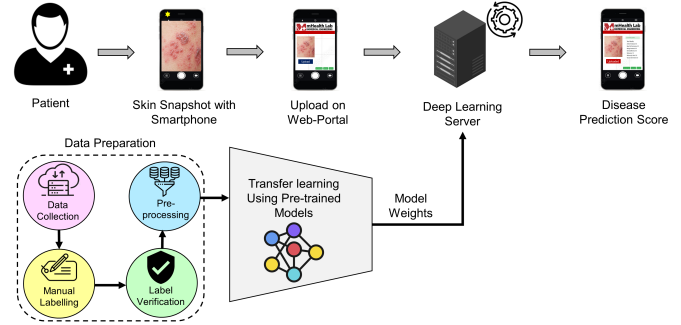 mHealth Lab
mHealth Lab
Patient
Skin Snapshot with
Smartphone
Upload on
Web-Portal
Deep Learning
Server
Disease
Prediction Score
Data Preparation
Data
Collection
Pre-
processing
Manual
Labelling
Label
Verification
Transfer learning
Using Pre-trained
Models
Model
Weights